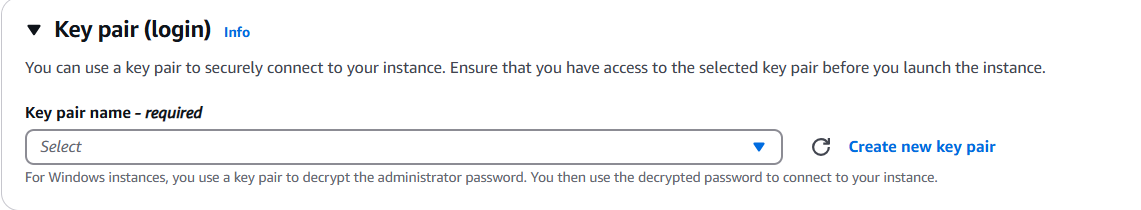 Key pair (login) Info
You can use a key pair to securely connect to your instance. Ensure that you have access to the selected key pair before you launch the instance.
Key pair name - required
Select
Create new key pair
For Windows instances, you use a key pair to decrypt the administrator password. You then use the decrypted password to connect to your instance.